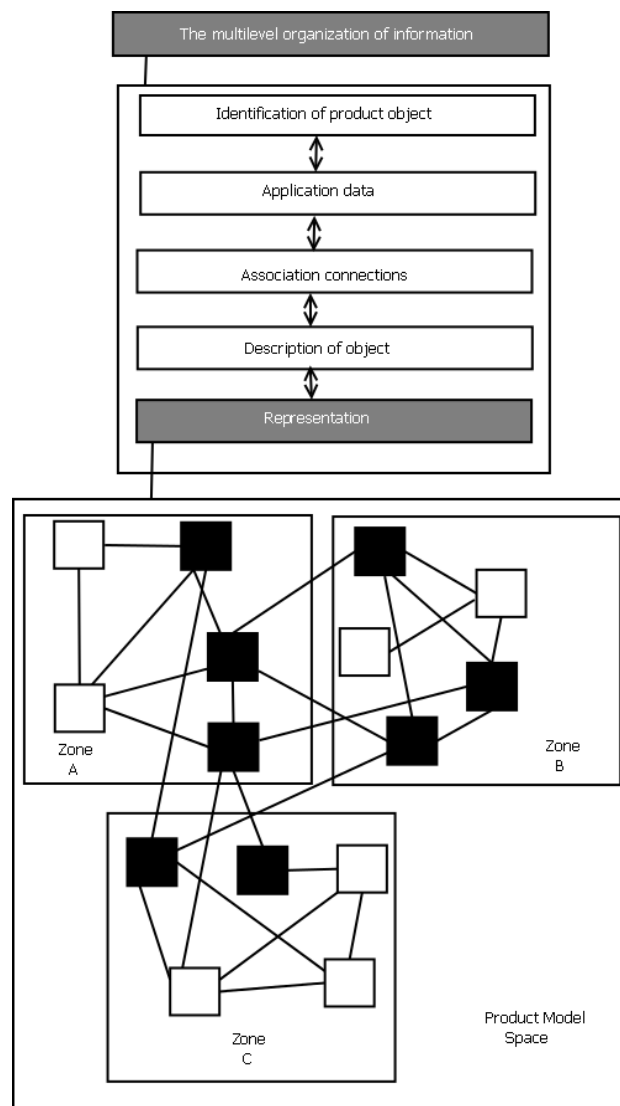 The multilevel organization of information
Identification of product object
Application data
Association connections
Description of object
Representation
Zone
A
Zone
B
Zone
C
Product Model
Space